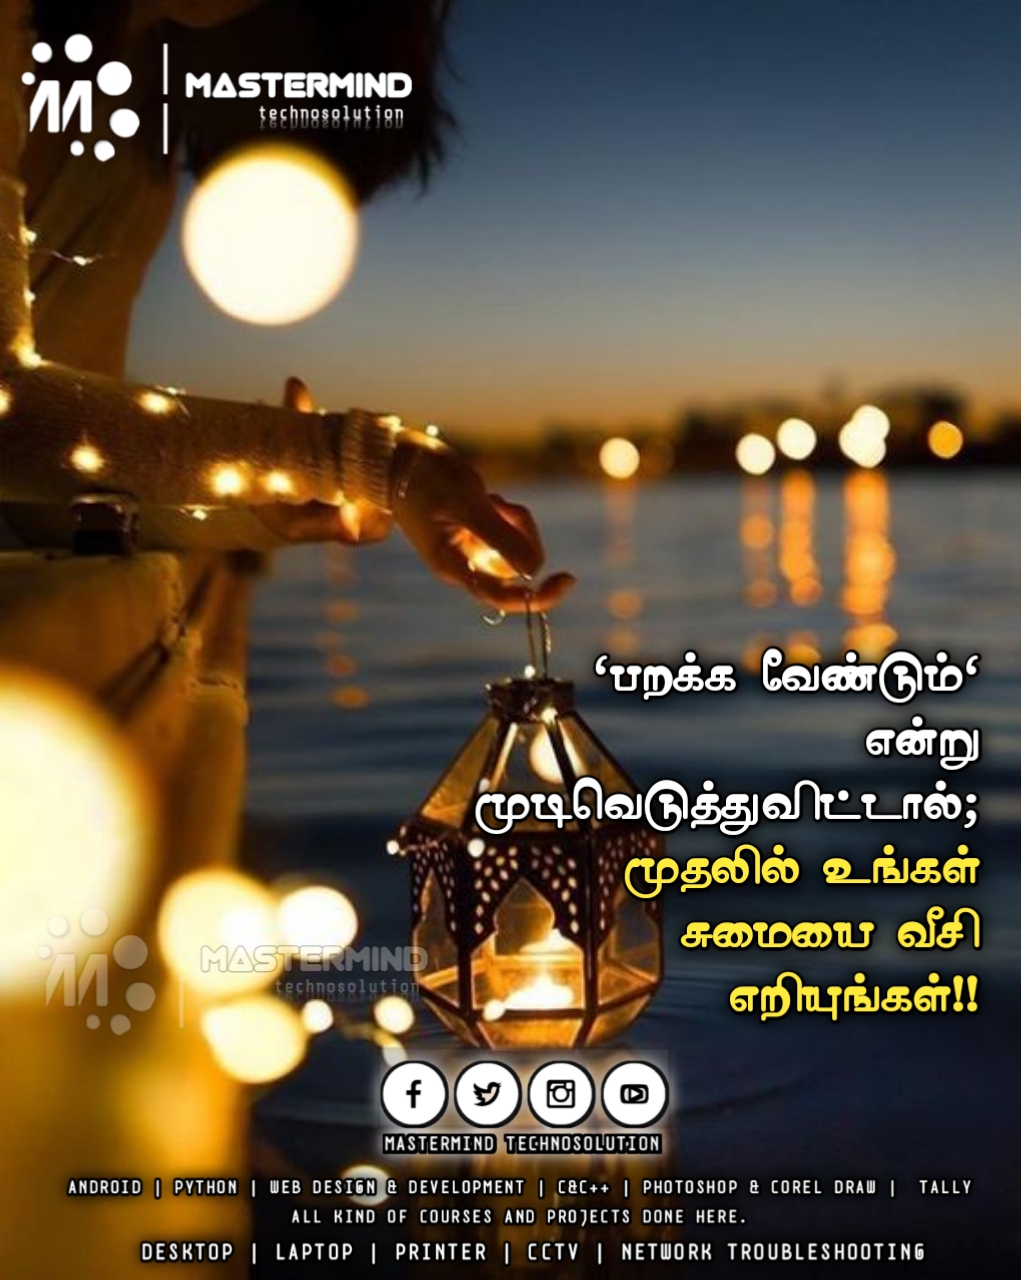 MASTERMIND
technosolution
‘பறக்க வேண்டும்‘
என்று
முடிவெடுத்துவிட்டால்;
முதலில் உங்கள்
சுமையை வீசி
எறியுங்கள்!!
MASTERMIND
technosolution
MASTERMIND TECHNOSOLUTION
ANDROID | PYTHON | WEB DESIGN & DEVELOPMENT | C&C++ | PHOTOSHOP & COREL DRAW | TALLY
ALL KIND OF COURSES AND PROJECTS DONE HERE.
DESKTOP | LAPTOP | PRINTER | CCTV | NETWORK TROUBLESHOOTING